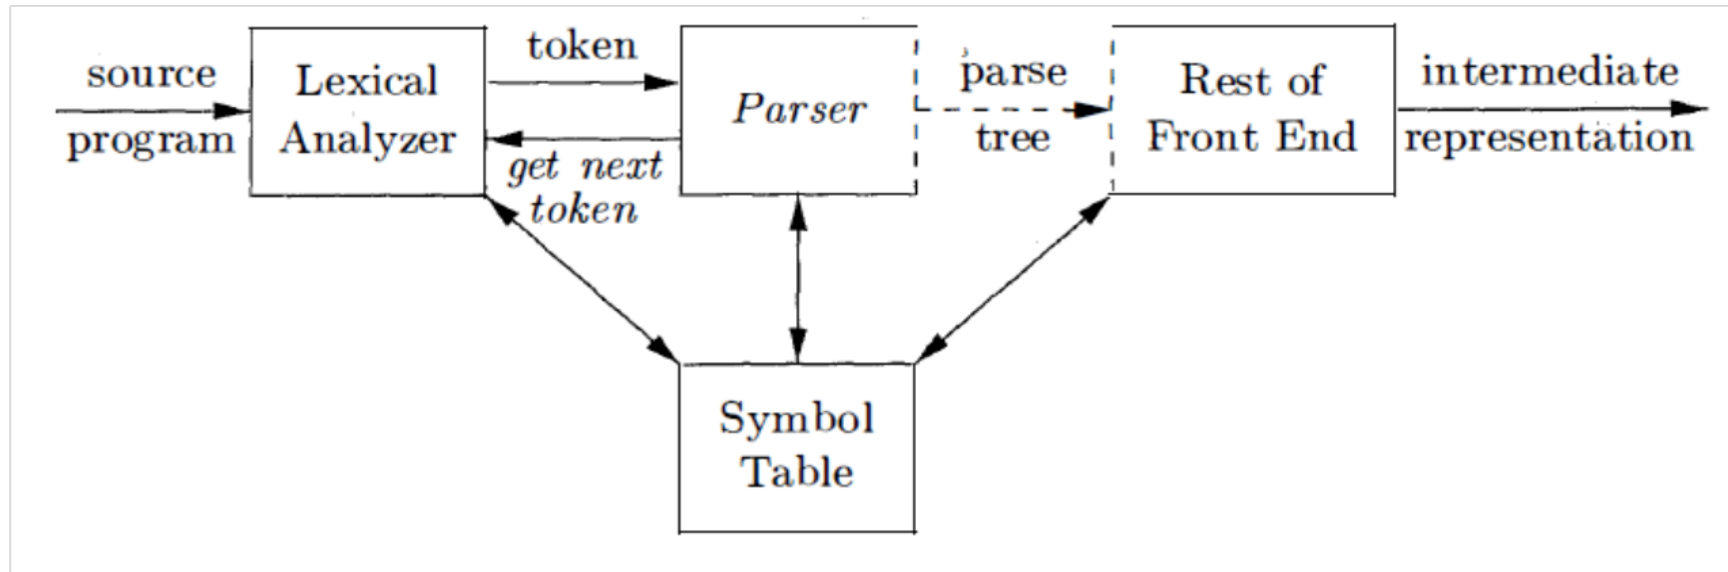 source
program
Lexical
Analyzer
token
get next
token
Parser
parse
tree
Rest of
Front End
intermediate
representation
Symbol
Table